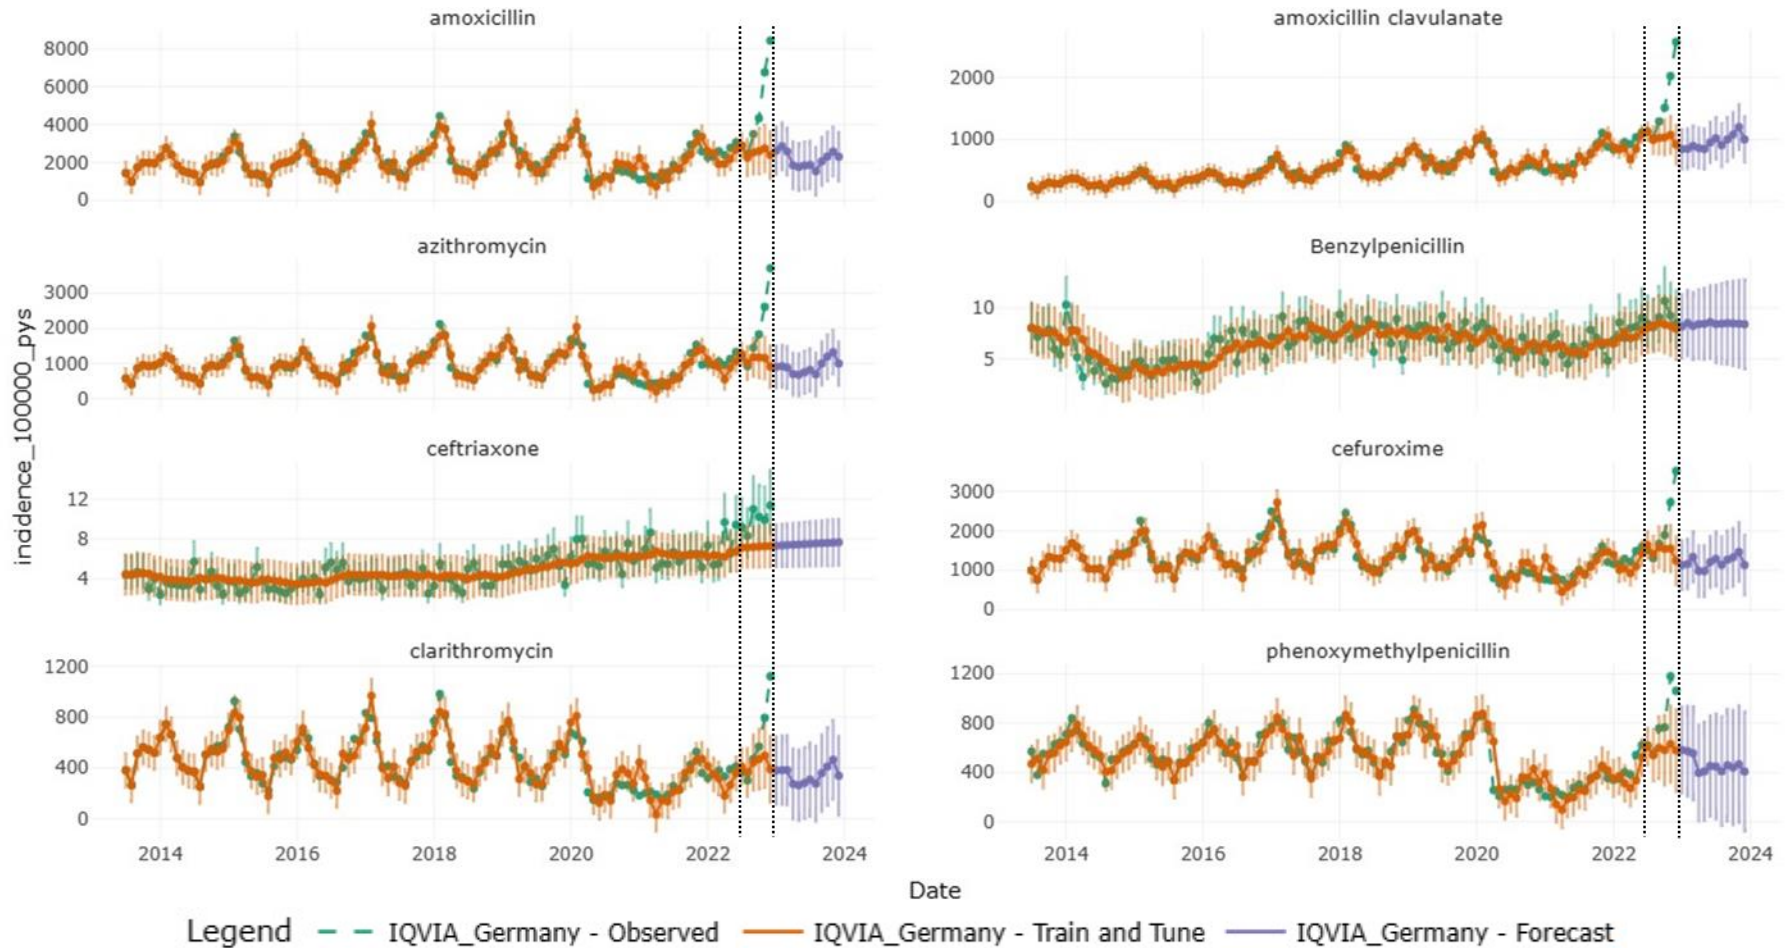 amoxicillin
8000
6000
4000
2000
0
amoxicillin clavulanate
2000
1000
0
azithromycin
3000
2000
1000
0
Benzylpenicillin
10
5
ceftriaxone
12
8
4
cefuroxime
3000
2000
1000
0
clarithromycin
1200
800
400
0
2014 2016 2018 2020 2022 2024
phenoxymethylpenicillin
1200
800
400
0
2014 2016 2018 2020 2022 2024
incidence_100000_pys
Date
Legend IQVIA_Germany - Observed IQVIA_Germany - Train and Tune IQVIA_Germany - Forecast